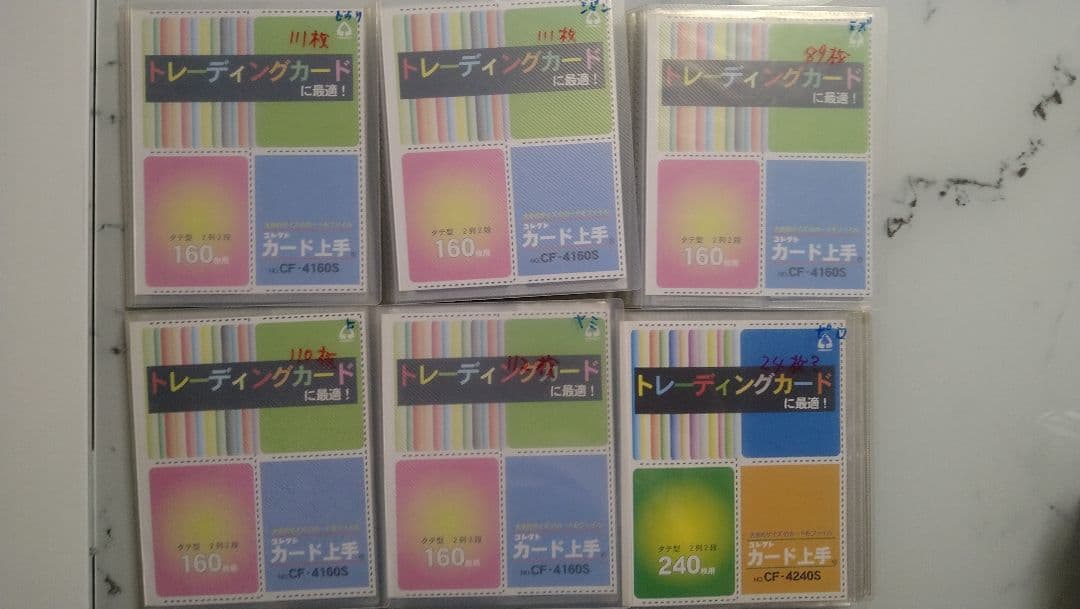 111枚
トレーディングカード
に最適!
タテ型 2列2段
160枚用
コレクト
カード上手®
NO.CF-4160S
111枚
トレーディングカード
に最適!
タテ型 2列2段
160枚用
コレクト
カード上手®
NO.CF-4160S
89枚
トレーディングカード
に最適!
タテ型 2列2段
160枚用
コレクト
カード上手®
NO.CF-4160S
110枚
トレーディングカード
に最適!
タテ型 2列2段
160枚用
コレクト
カード上手®
NO.CF-4160S
ヤミ
112枚
トレーディングカード
に最適!
タテ型 2列2段
160枚用
コレクト
カード上手®
NO.CF-4160S
トレーディングカード
に最適!
タテ型 2列2段
240枚用
コレクト
カード上手®
NO.CF-4240S